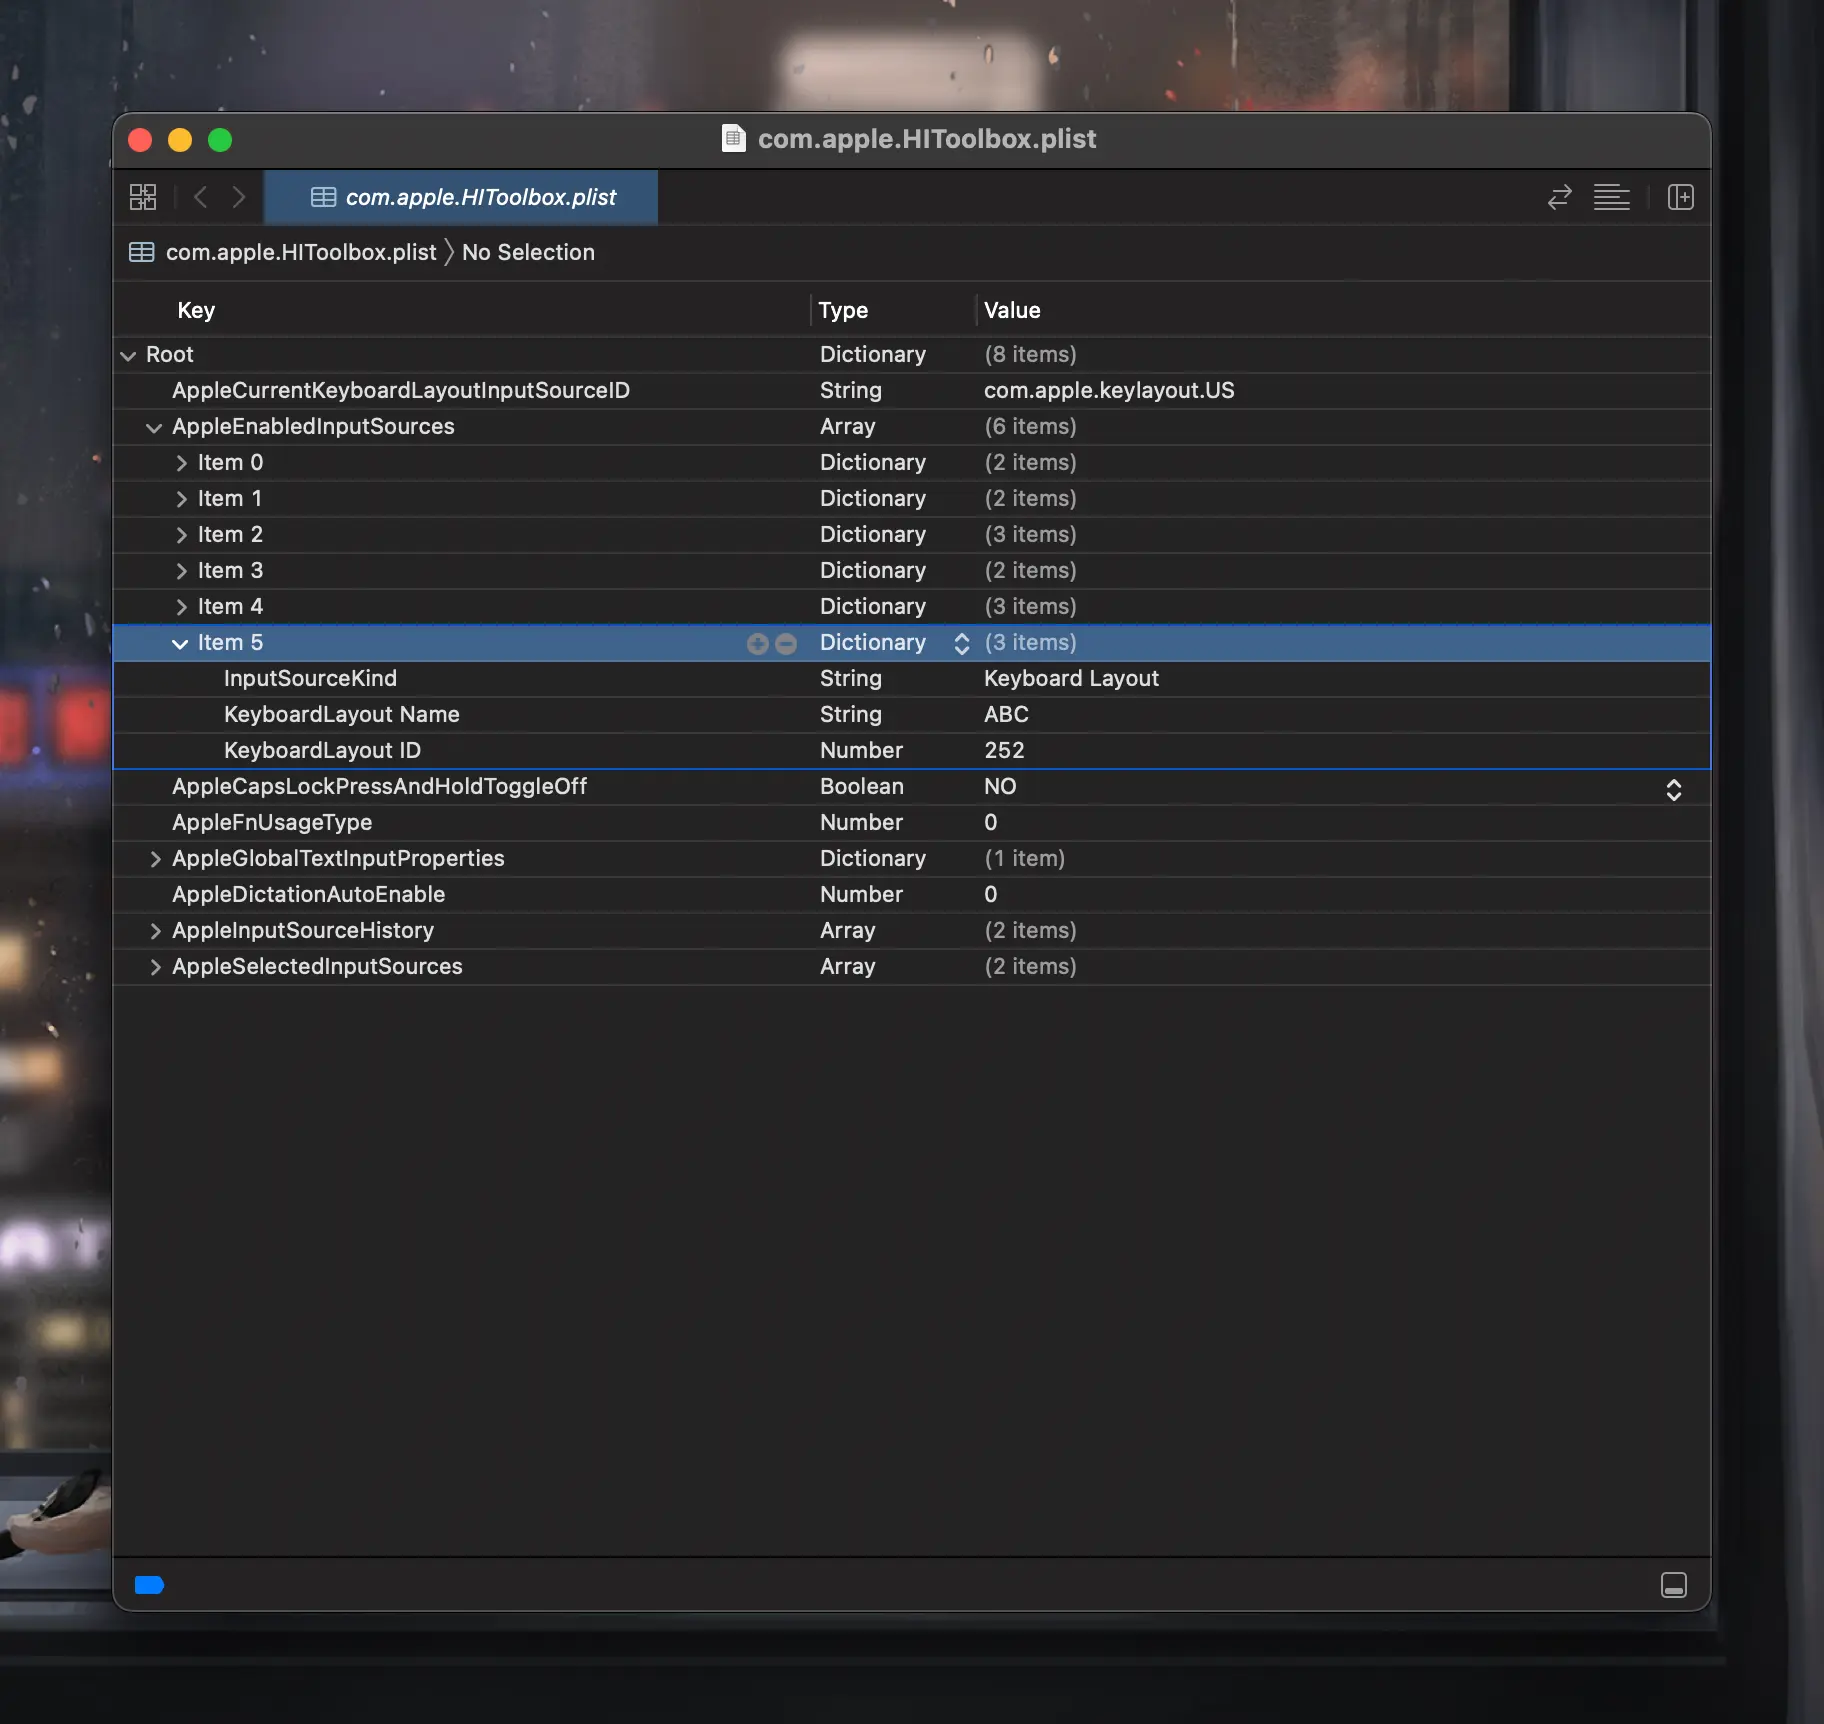 com.apple.HIToolbox.plist
com.apple.HIToolbox.plist
com.apple.HIToolbox.plist 〉 No Selection
Key Type Value
Root Dictionary (8 items)
AppleCurrentKeyboardLayoutInputSourceID String com.apple.keylayout.US
AppleEnabledInputSources Array (6 items)
Item 0 Dictionary (2 items)
Item 1 Dictionary (2 items)
Item 2 Dictionary (3 items)
Item 3 Dictionary (2 items)
Item 4 Dictionary (3 items)
Item 5 Dictionary (3 items)
InputSourceKind String Keyboard Layout
KeyboardLayout Name String ABC
KeyboardLayout ID Number 252
AppleCapsLockPressAndHoldToggleOff Boolean NO
AppleFnUsageType Number 0
AppleGlobalTextInputProperties Dictionary (1 item)
AppleDictationAutoEnable Number 0
AppleInputSourceHistory Array (2 items)
AppleSelectedInputSources Array (2 items)